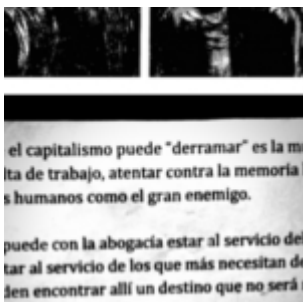 el capitalismo puede "derramar" es la
lta de trabajo, atentar contra la memoria
s humanos como el gran enemigo.
puede con la abogacía estar al servicio de
tar al servicio de los que más necesitan
den encontrar allí un destino que no será